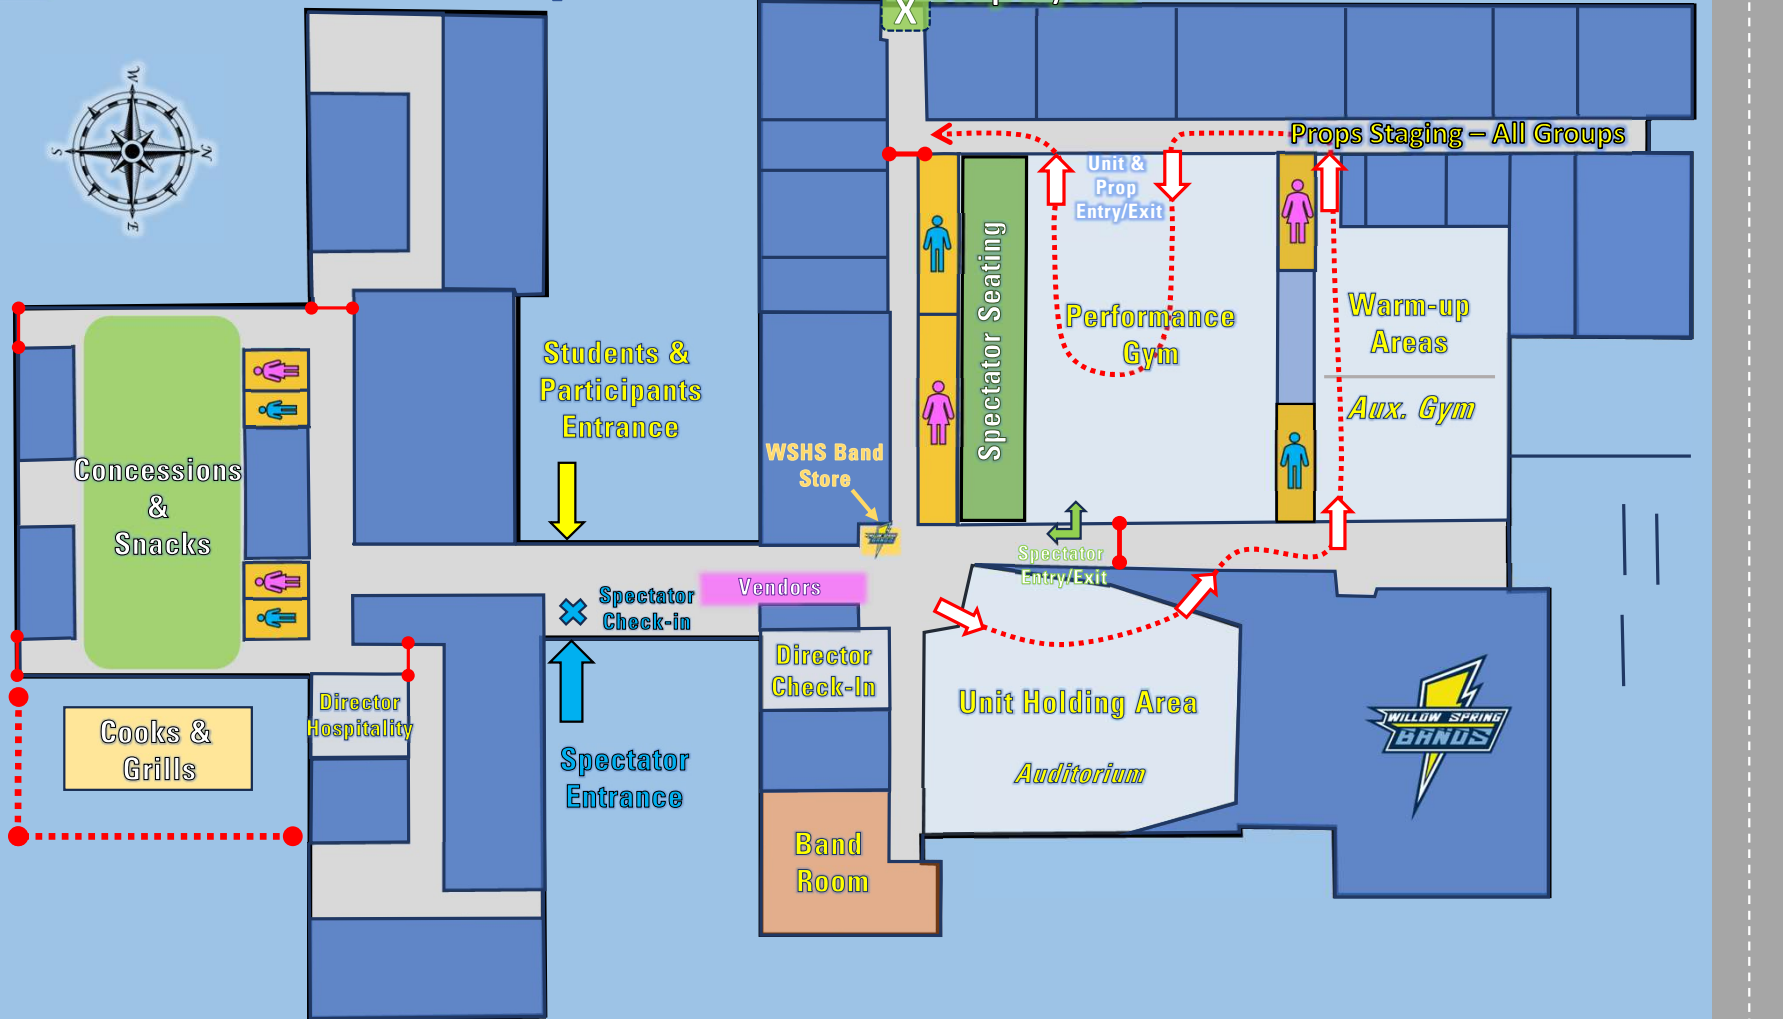 X
W
S
N
E
Props Staging – All Groups
Unit &
Prop
Entry/Exit
Spectator Seating
Performance
Gym
Warm-up
Areas
Aux. Gym
Students &
Participants
Entrance
WSHS Band
Store
Concessions
&
Snacks
Spectator
Entry/Exit
Vendors
Spectator
Check-in
Director
Check-In
Director
Hospitality
Unit Holding Area
Auditorium
WILLOW SPRING
BANDS
Cooks &
Grills
Spectator
Entrance
Band
Room